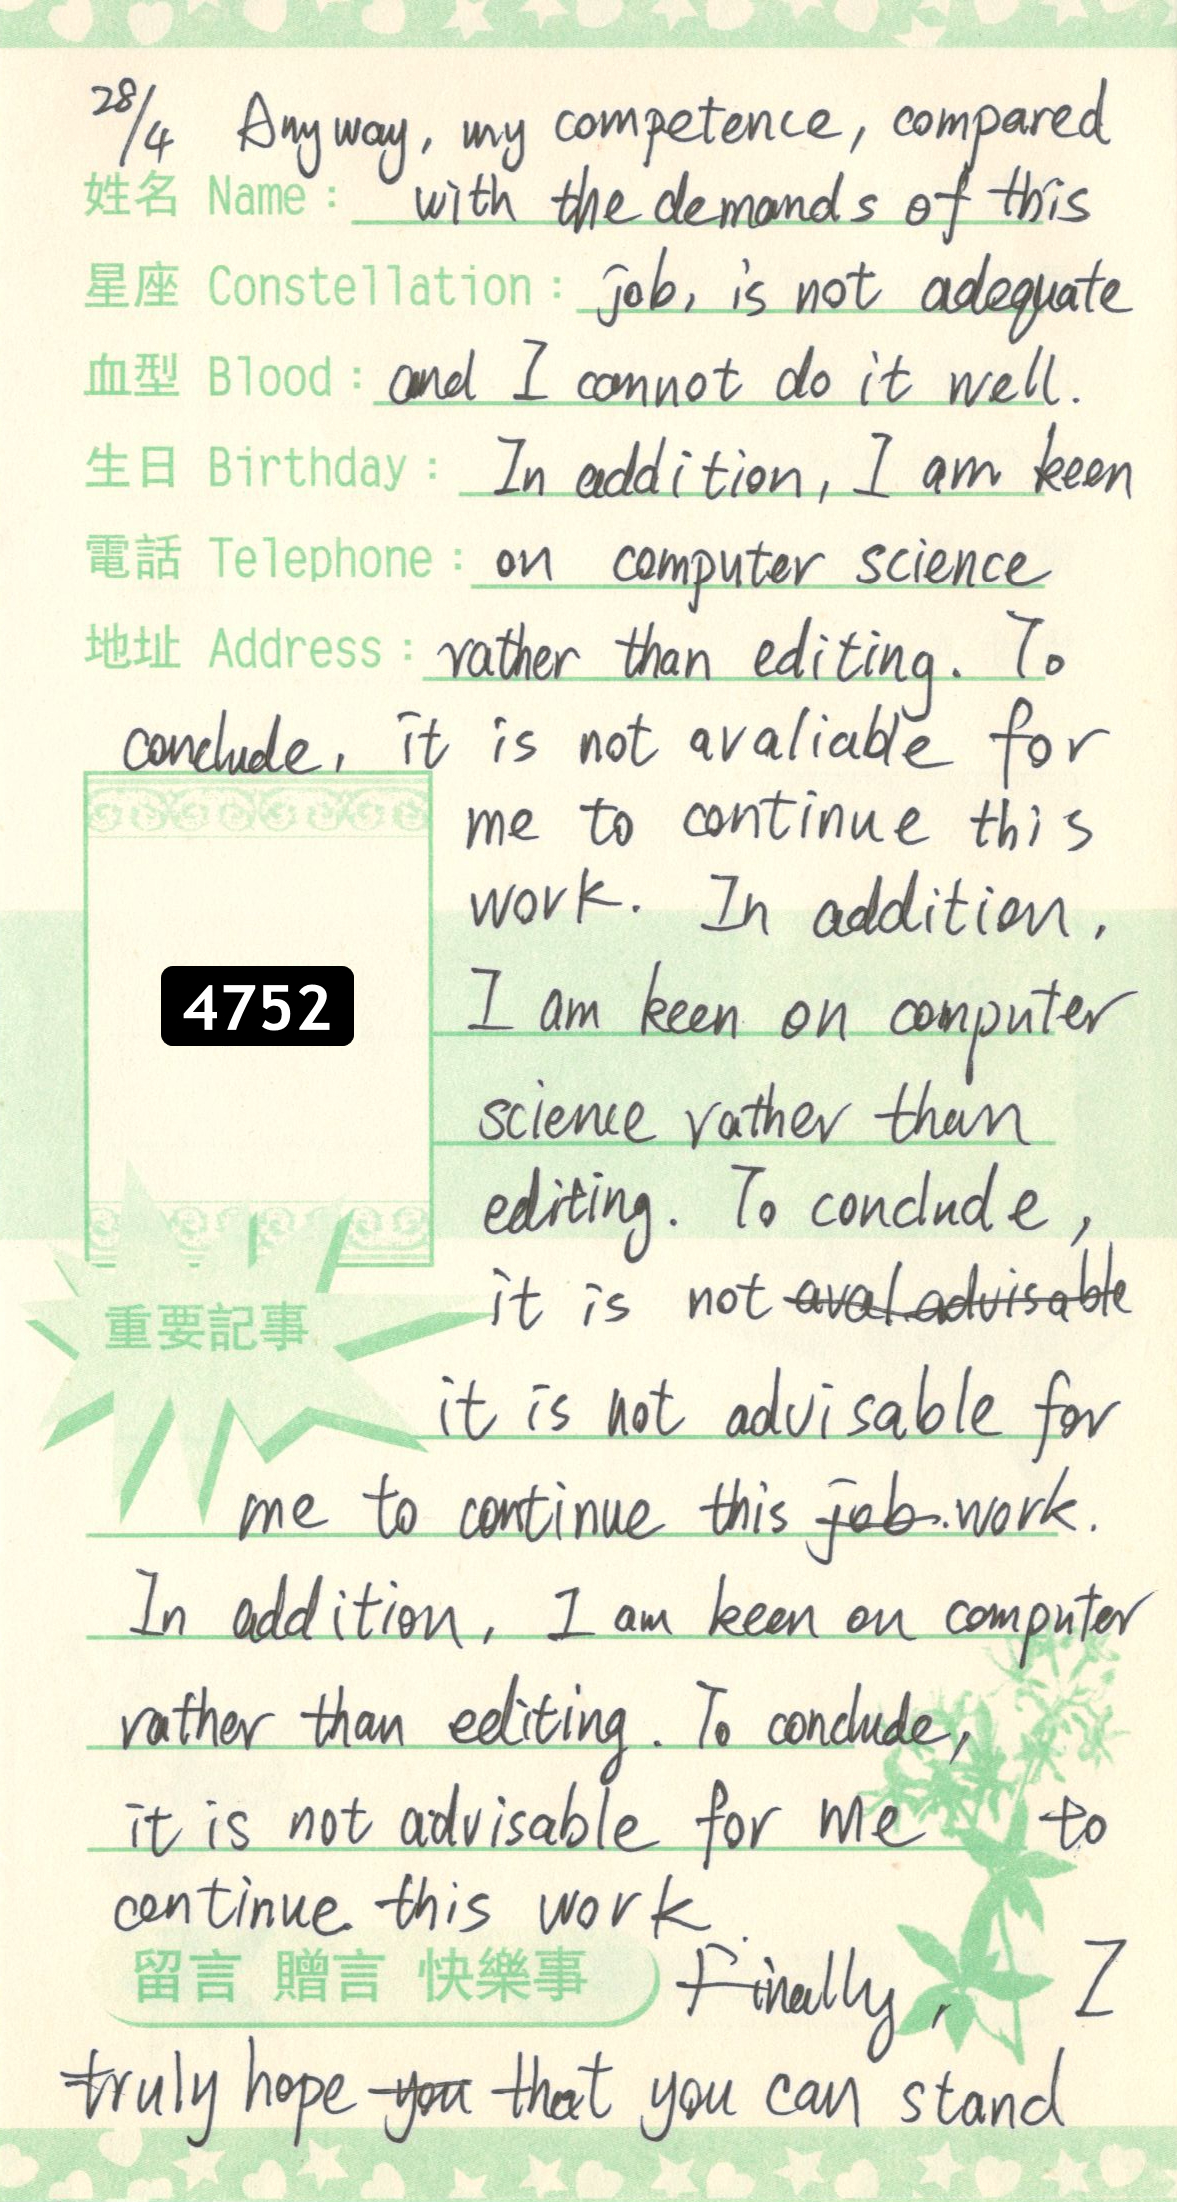 28/4 Anyway, my competence, compared
姓名 Name: with the demands of this
星座 Constellation: job, is not adequate
血型 Blood: and I cannot do it well.
生日 Birthday: In addition, I am keen
電話 Telephone: on computer science
地址 Address: rather than editing. To
conclude, it is not avaliable for
me to continue this
work. In addition,
4752 I am keen on computer
science rather than
editing. To conclude,
重要記事 it is not aval advisable
it is not advisable for
me to continue this job. work.
In addition, I am keen on computer
rather than editing. To conclude,
it is not advisable for me to
continue this work
留言 贈言 快樂事 Finally, I
truly hope you that you can stand